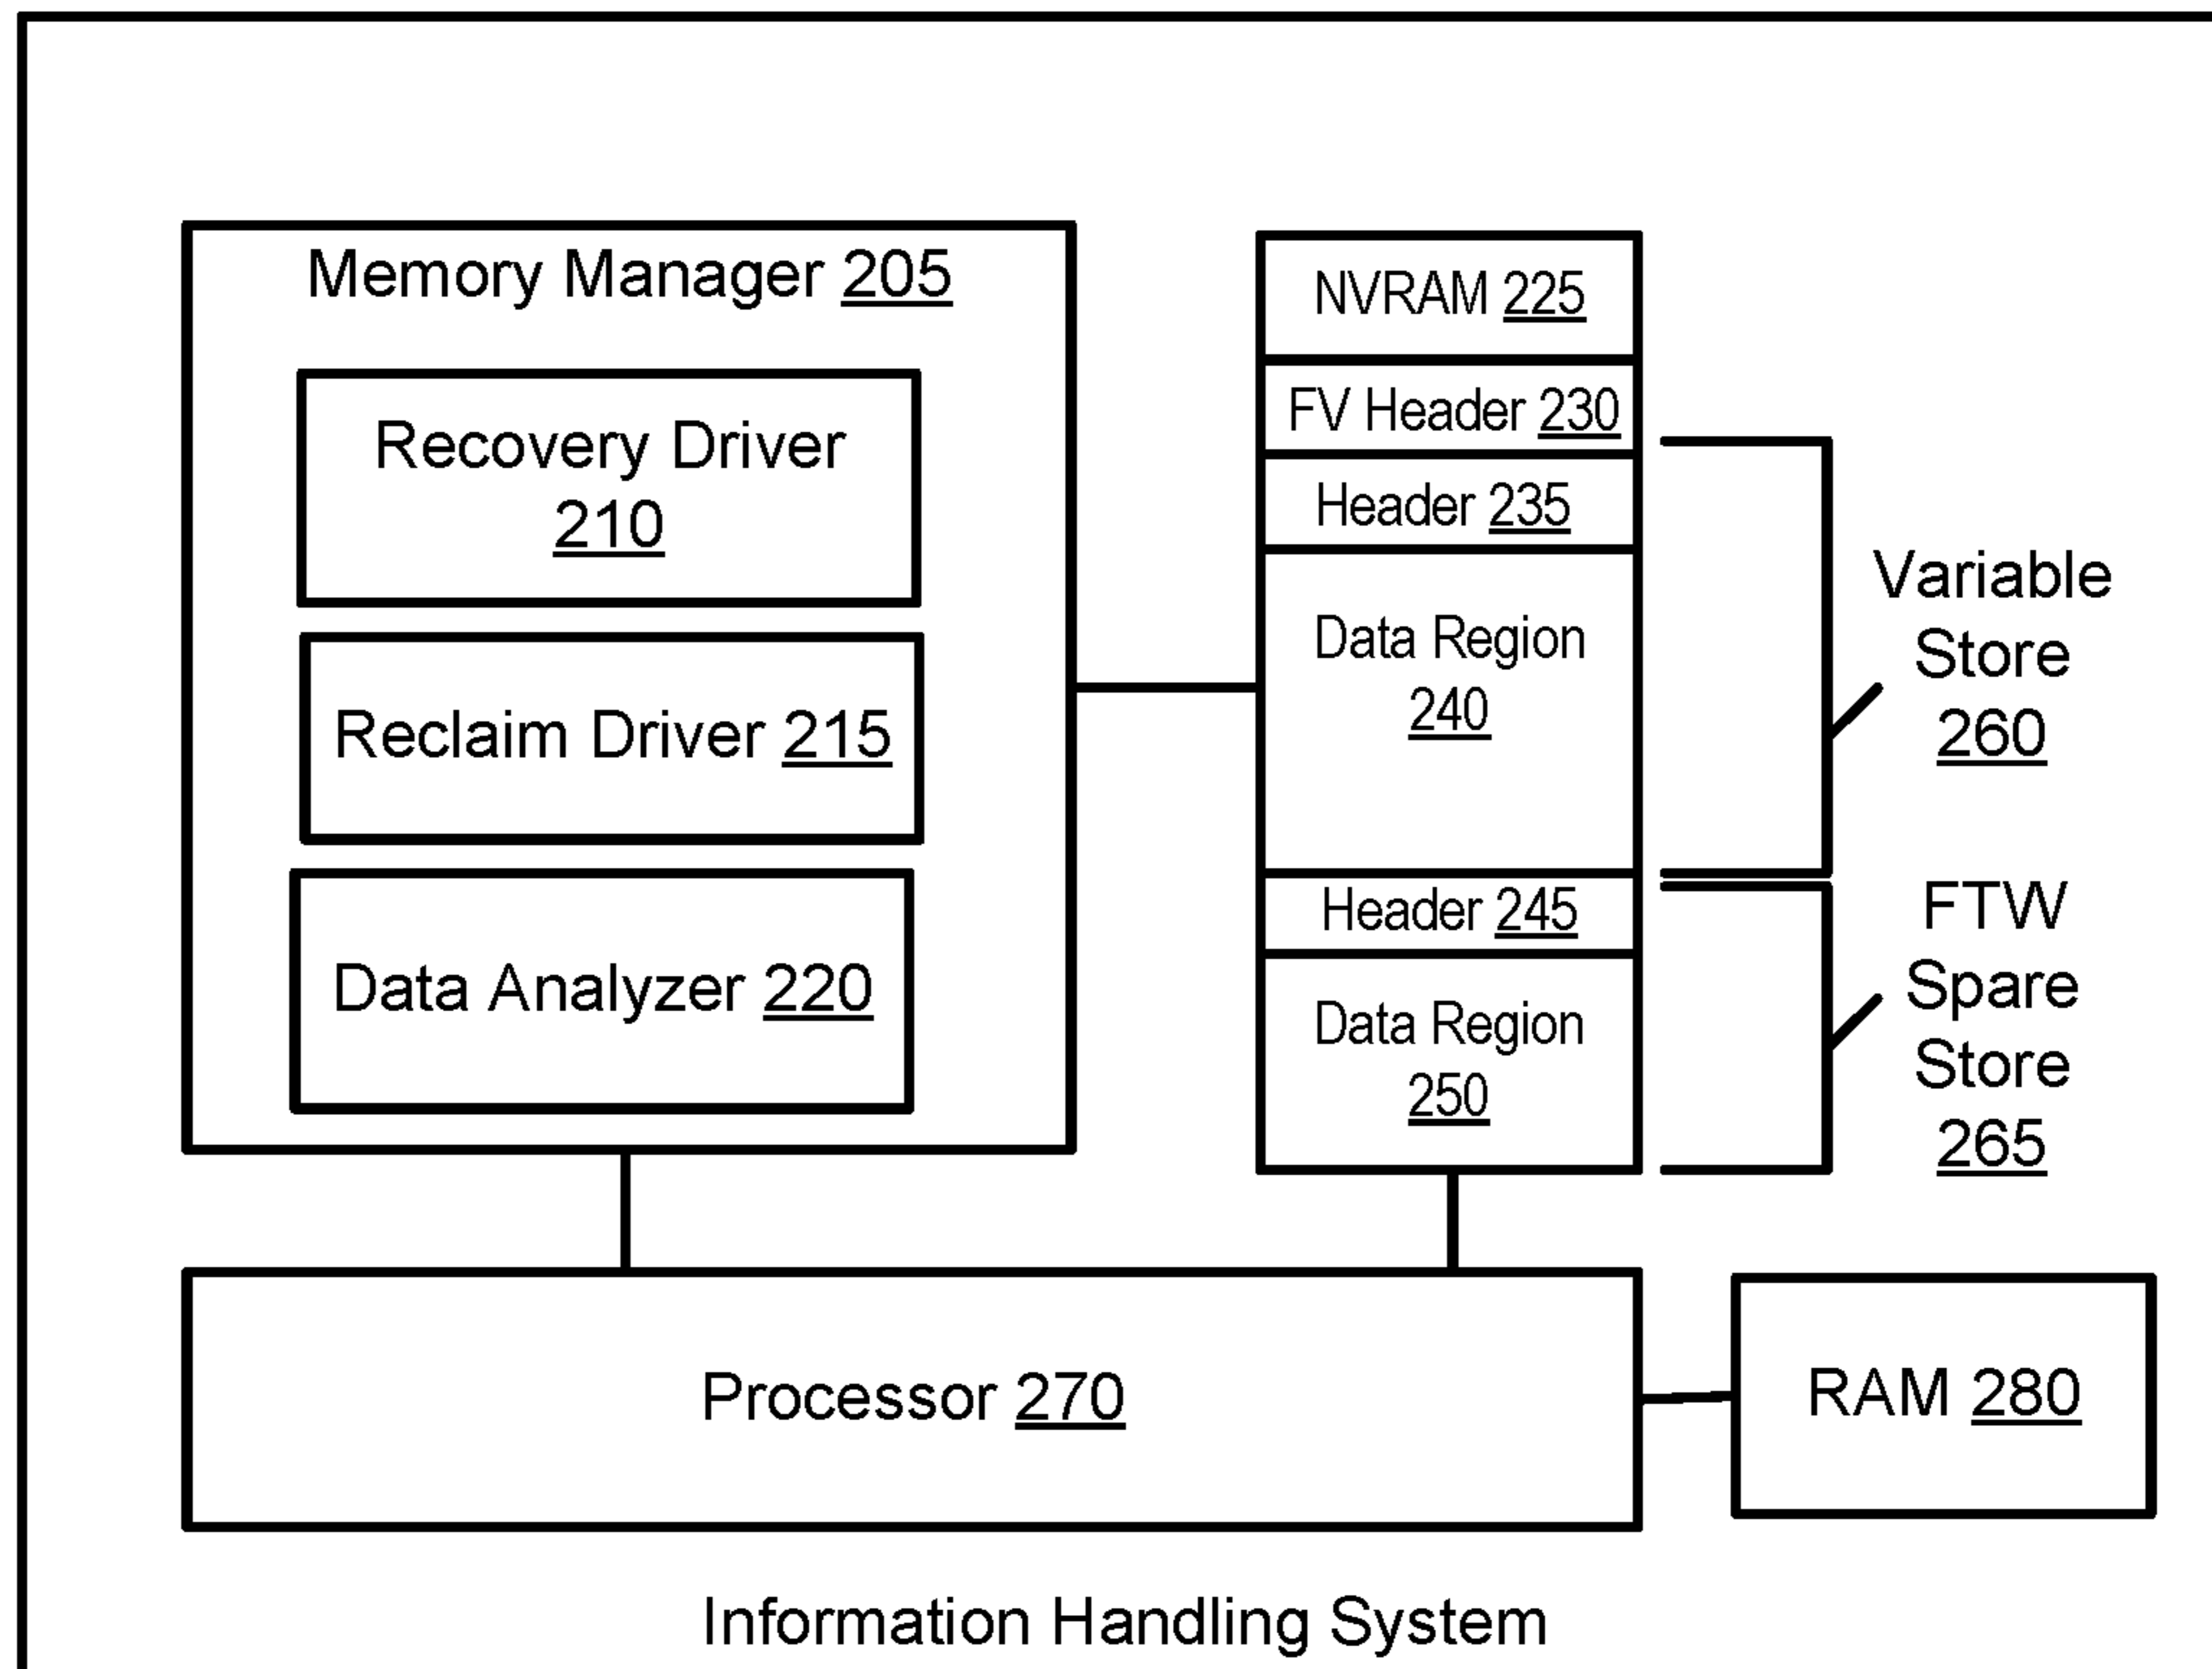 Memory Manager 205
Recovery Driver
210
Reclaim Driver 215
Data Analyzer 220
NVRAM 225
FV Header 230
Header 235
Data Region
240
Header 245
Data Region
250
Variable
Store
260
FTW
Spare
Store
265
Processor 270
RAM 280
Information Handling System